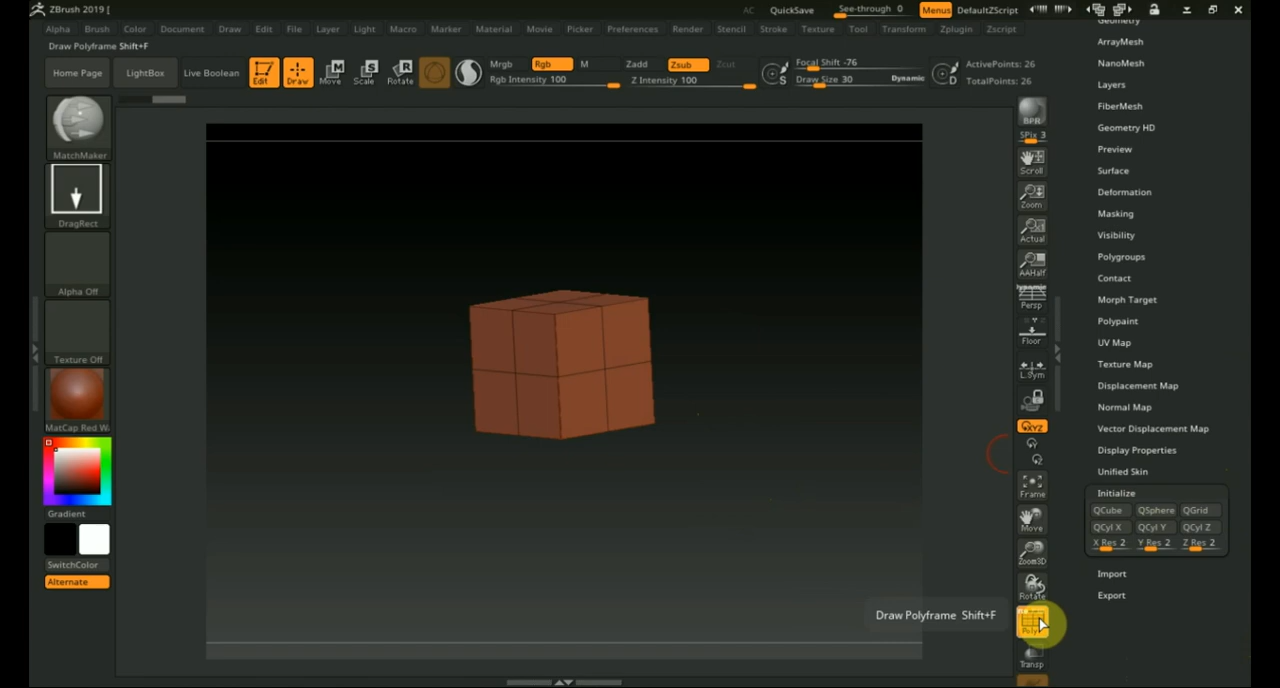 ZBrush 2019 [
AC QuickSave See-through 0 Menus DefaultZScript
Alpha Brush Color Document Draw Edit File Layer Light Macro Marker Material Movie Picker Preferences Render Stencil Stroke Texture Tool Transform Zplugin Zscript
Draw Polyframe Shift+F
Home Page LightBox Live Boolean Edit Draw Move Scale Rotate
Mrgb Rgb M Zadd Zsub Zcut
Rgb Intensity 100 Z Intensity 100
S
Focal Shift -76
Draw Size 30 Dynamic
D
ActivePoints: 26
TotalPoints: 26
MatchMaker
DragRect
Alpha Off
Texture Off
MatCap Red W
Gradient
SwitchColor
Alternate
BPR
SPix 3
Scroll
Zoom
Actual
AAHalf
Dynamic
Persp
Floor
L.Sym
XYZ
Y
Z
Frame
Move
Zoom3D
Rotate
Draw Polyframe Shift+F
PolyF
Transp
Geometry
ArrayMesh
NanoMesh
Layers
FiberMesh
Geometry HD
Preview
Surface
Deformation
Masking
Visibility
Polygroups
Contact
Morph Target
Polypaint
UV Map
Texture Map
Displacement Map
Normal Map
Vector Displacement Map
Display Properties
Unified Skin
Initialize
QCube QSphere QGrid
QCyl X QCyl Y QCyl Z
X Res 2 Y Res 2 Z Res 2
Import
Export